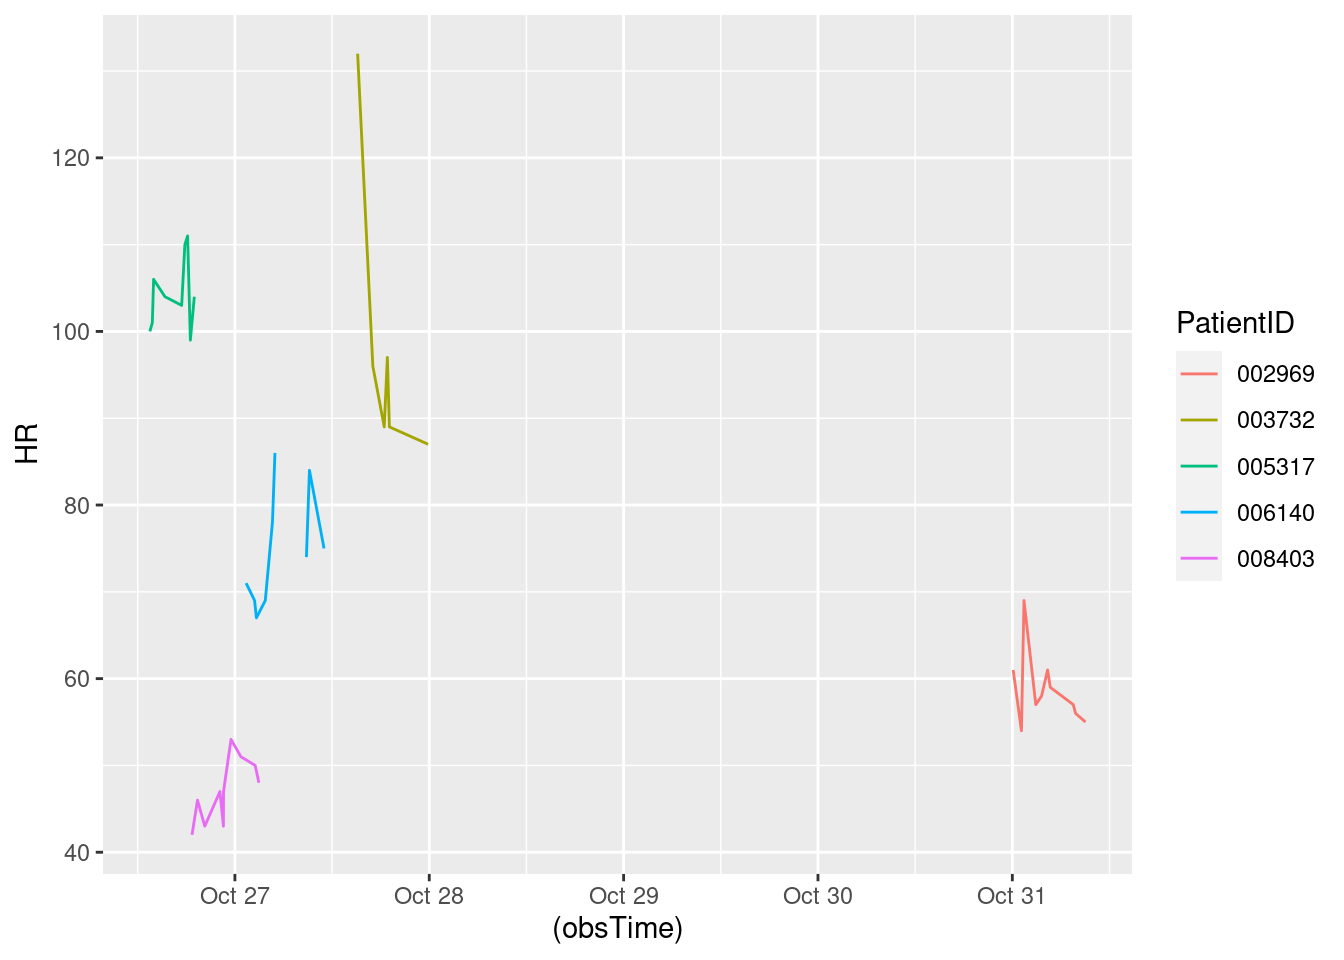 HR
120
100
80
60
40
Oct 27
Oct 28
Oct 29
Oct 30
Oct 31
(obsTime)
PatientID
002969
003732
005317
006140
008403